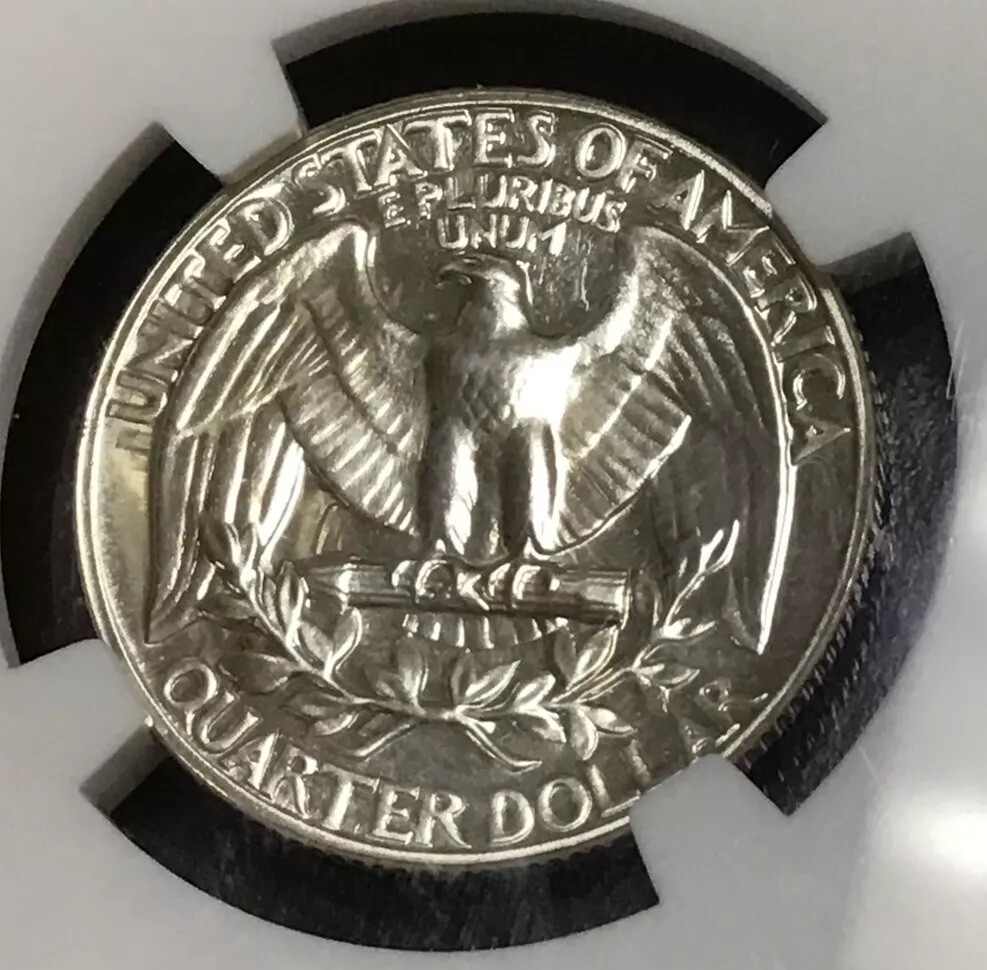 UNITED STATES OF AMERICA
E PLURIBUS
UNUM
QUARTER DOLLAR